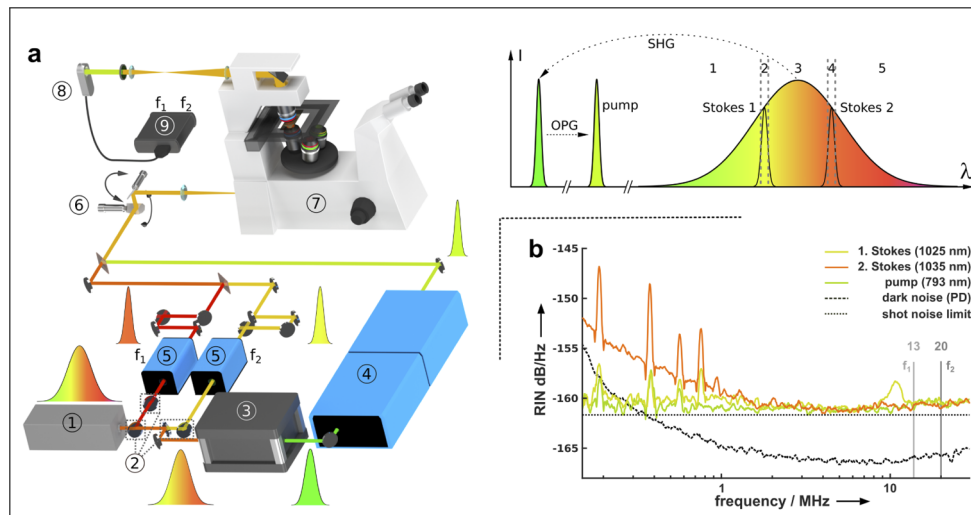 a
⑧
f₁ f₂
⑨
⑥
⑦
f₁
⑤
⑤
f₂
④
①
②
③
I
SHG
1 2 3 4 5
Stokes 1
pump
Stokes 2
OPG
λ
b
-145
-150
-155
-160
-165
RIN dB/Hz
1. Stokes (1025 nm)
2. Stokes (1035 nm)
pump (793 nm)
dark noise (PD)
shot noise limit
13 20
f₁ f₂
1 10
frequency / MHz